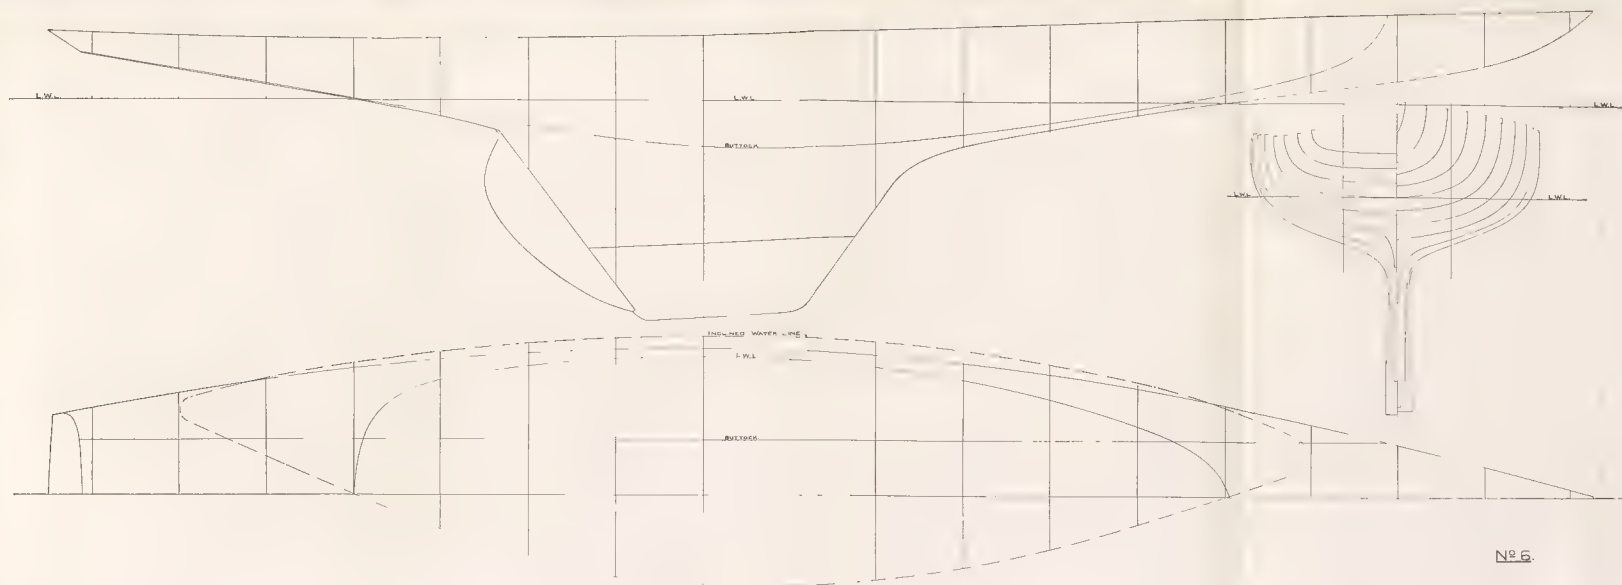 L.W.L.
L.W.L
L.W.L
BUTTOCK
L.W.L
L.W.L
INCLINED WATER LINE
L.W.L
BUTTOCK
Nº 6.